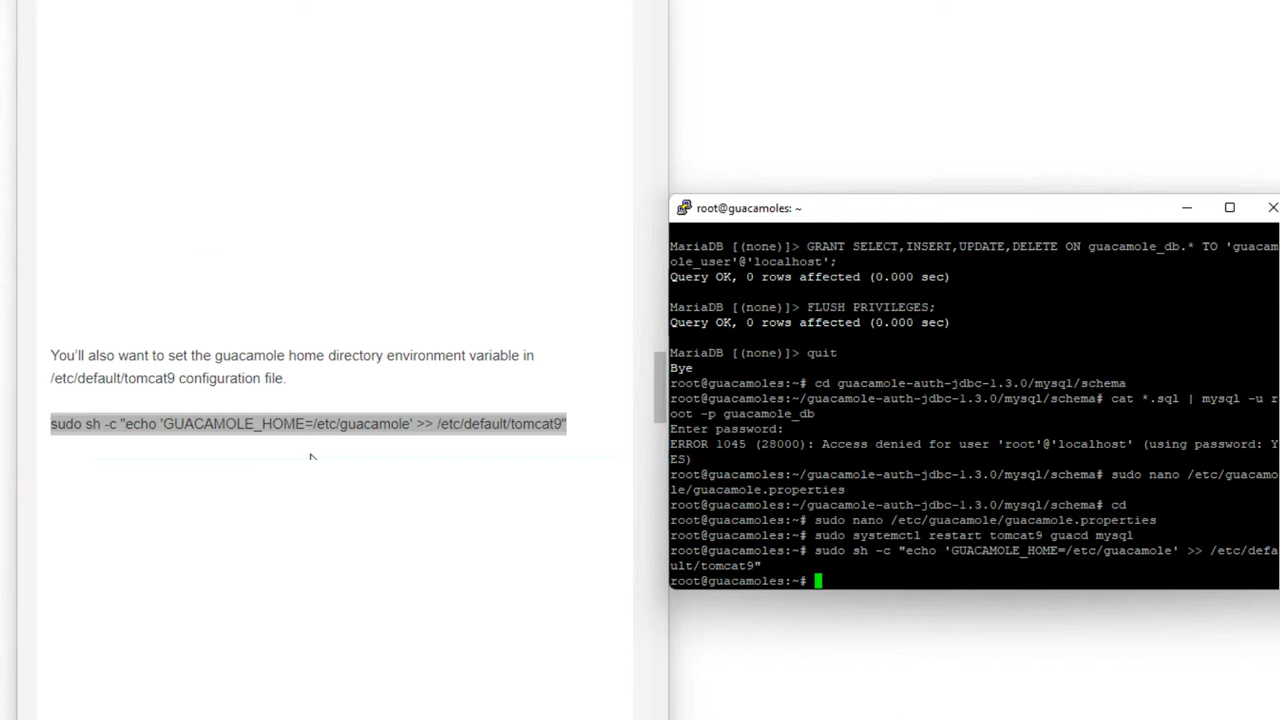 You'll also want to set the guacamole home directory environment variable in
/etc/default/tomcat9 configuration file.
sudo sh -c "echo 'GUACAMOLE_HOME=/etc/guacamole' >> /etc/default/tomcat9"
root@guacamoles: ~
MariaDB [(none)]> GRANT SELECT,INSERT,UPDATE,DELETE ON guacamole_db.* TO 'guacam
ole_user'@'localhost';
Query OK, 0 rows affected (0.000 sec)
MariaDB [(none)]> FLUSH PRIVILEGES;
Query OK, 0 rows affected (0.000 sec)
MariaDB [(none)]> quit
Bye
root@guacamoles:~# cd guacamole-auth-jdbc-1.3.0/mysql/schema
root@guacamoles:~/guacamole-auth-jdbc-1.3.0/mysql/schema# cat *.sql | mysql -u r
oot -p guacamole_db
Enter password:
ERROR 1045 (28000): Access denied for user 'root'@'localhost' (using password: Y
ES)
root@guacamoles:~/guacamole-auth-jdbc-1.3.0/mysql/schema# sudo nano /etc/guacamo
le/guacamole.properties
root@guacamoles:~/guacamole-auth-jdbc-1.3.0/mysql/schema# cd
root@guacamoles:~# sudo nano /etc/guacamole/guacamole.properties
root@guacamoles:~# sudo systemctl restart tomcat9 guacd mysql
root@guacamoles:~# sudo sh -c "echo 'GUACAMOLE_HOME=/etc/guacamole' >> /etc/defa
ult/tomcat9"
root@guacamoles:~#